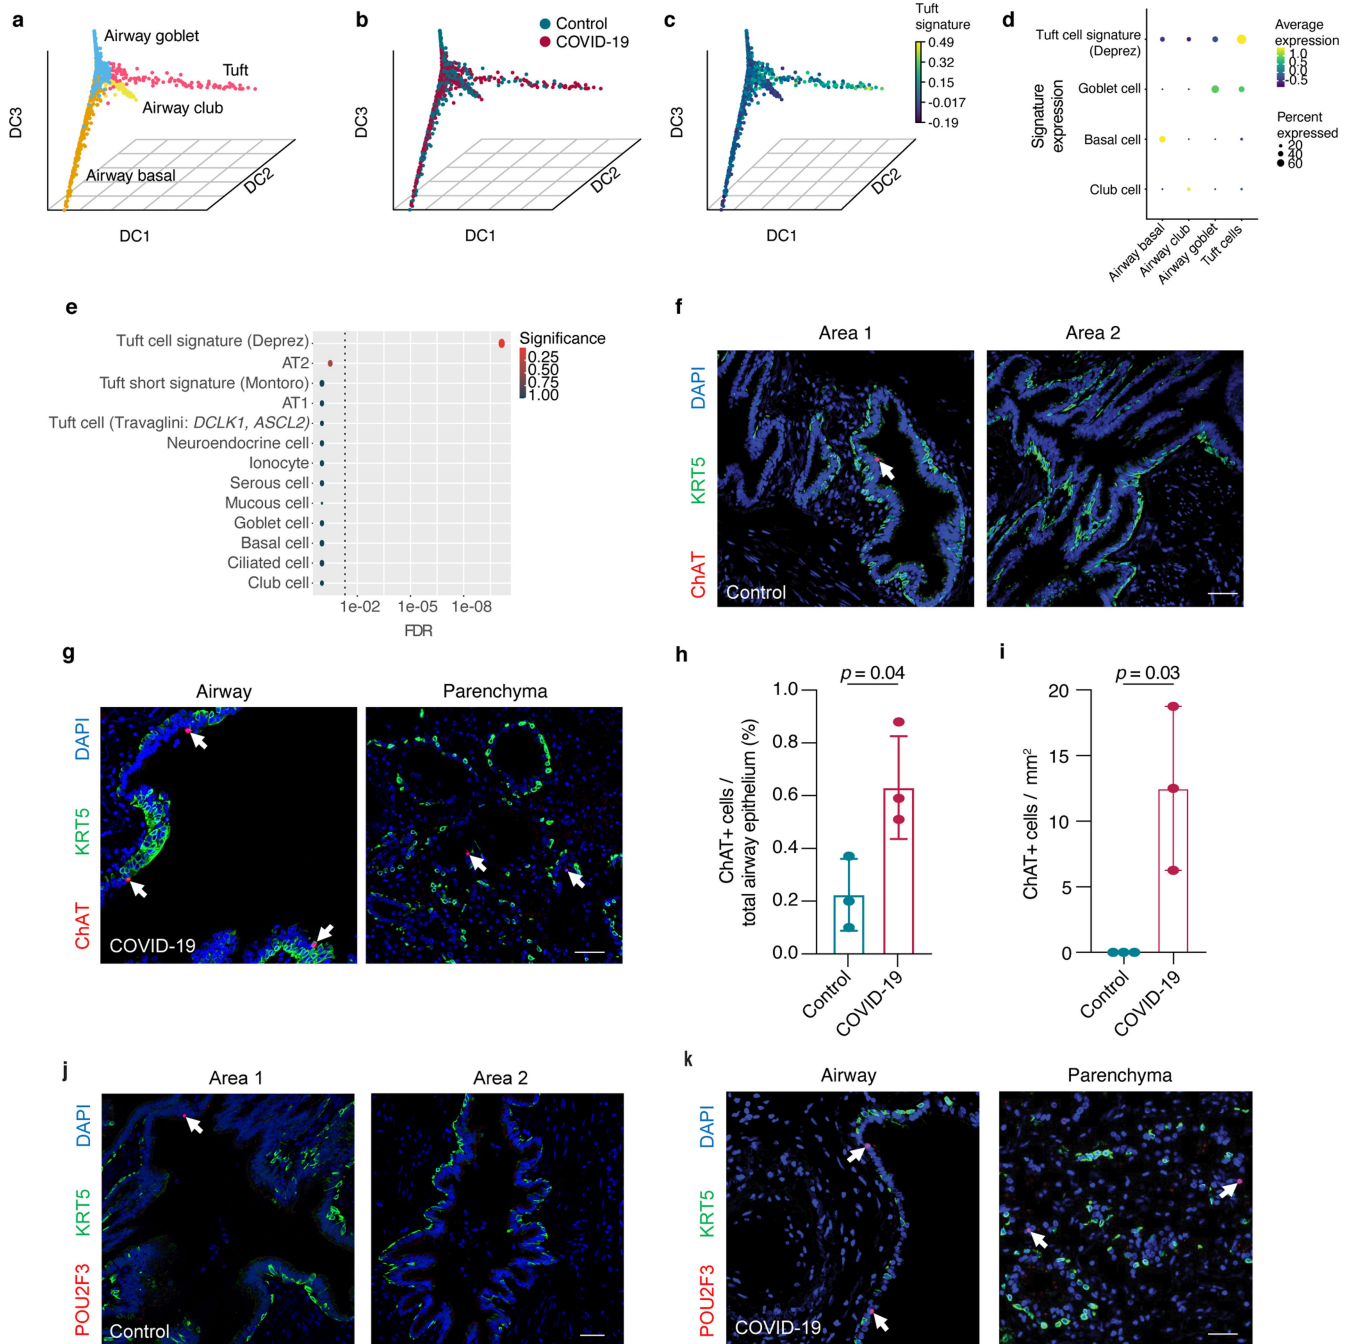 a
Airway goblet
Tuft
Airway club
Airway basal
DC3
DC2
DC1
b
Control
COVID-19
DC3
DC2
DC1
c
Tuft
signature
0.49
0.32
0.15
-0.017
-0.19
DC3
DC2
DC1
d
Signature
expression
Tuft cell signature
(Deprez)
Goblet cell
Basal cell
Club cell
Airway basal
Airway club
Airway goblet
Tuft cells
Average
expression
1.0
0.5
0.0
-0.5
Percent
expressed
20
40
60
e
Tuft cell signature (Deprez)
AT2
Tuft short signature (Montoro)
AT1
Tuft cell (Travaglini: DCLK1, ASCL2)
Neuroendocrine cell
Ionocyte
Serous cell
Mucous cell
Goblet cell
Basal cell
Ciliated cell
Club cell
1e-02
1e-05
1e-08
FDR
Significance
0.25
0.50
0.75
1.00
f
Area 1
Area 2
DAPI
KRT5
ChAT
Control
g
Airway
Parenchyma
DAPI
KRT5
ChAT
COVID-19
h
p = 0.04
ChAT+ cells /
total airway epithelium (%)
1.0
0.8
0.6
0.4
0.2
0.0
Control
COVID-19
i
p = 0.03
ChAT+ cells / mm²
20
15
10
5
0
Control
COVID-19
j
Area 1
Area 2
DAPI
KRT5
POU2F3
Control
k
Airway
Parenchyma
DAPI
KRT5
POU2F3
COVID-19